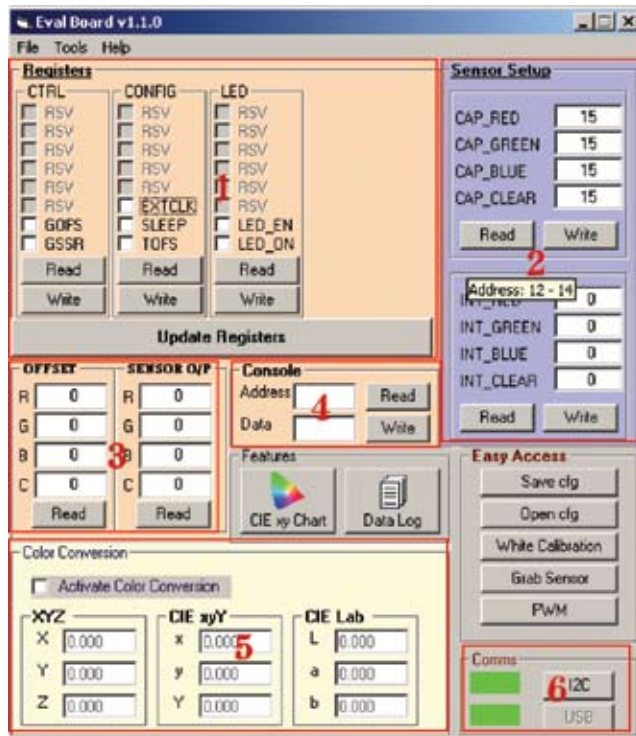 Eval Board v1.1.0
File Tools Help
Registers
CTRL CONFIG LED
RSV RSV RSV
RSV RSV RSV
RSV RSV RSV
RSV RSV RSV
RSV RSV RSV
RSV EXTCLK RSV
GOFS SLEEP LED_EN
GSSR TOFS LED_ON
Read Read Read
Write Write Write
Update Registers
1
Sensor Setup
CAP_RED 15
CAP_GREEN 15
CAP_BLUE 15
CAP_CLEAR 15
Read Write
2
Address: 12 - 14
INT_RED 0
INT_GREEN 0
INT_BLUE 0
INT_CLEAR 0
Read Write
OFFSET SENSOR O/P
R 0 R 0
G 0 G 0
B 0 B 0
C 0 C 0
Read Read
3
Console
Address Read
Data Write
4
Features
CIE xy Chart Data Log
Easy Access
Save cfg
Open cfg
White Calibration
Grab Sensor
PWM
Color Conversion
Activate Color Conversion
XYZ CIE xyY CIE Lab
X 0.000 x 0.000 L 0.000
Y 0.000 y 0.000 a 0.000
Z 0.000 Y 0.000 b 0.000
5
Comms
6 I2C
USB